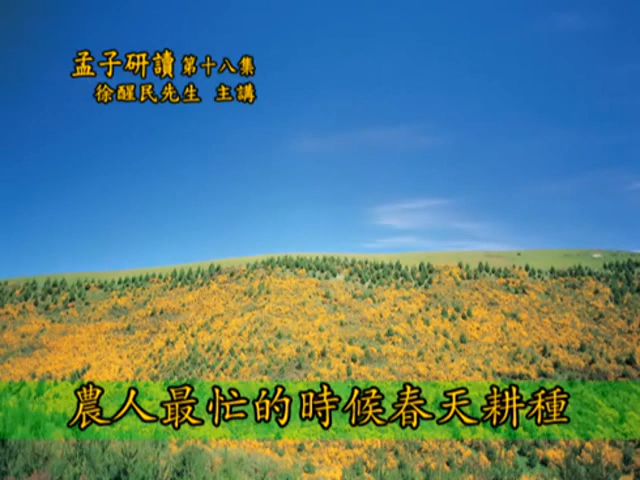 孟子研讀 第十八集
徐醒民先生 主講
農人最忙的時候春天耕種